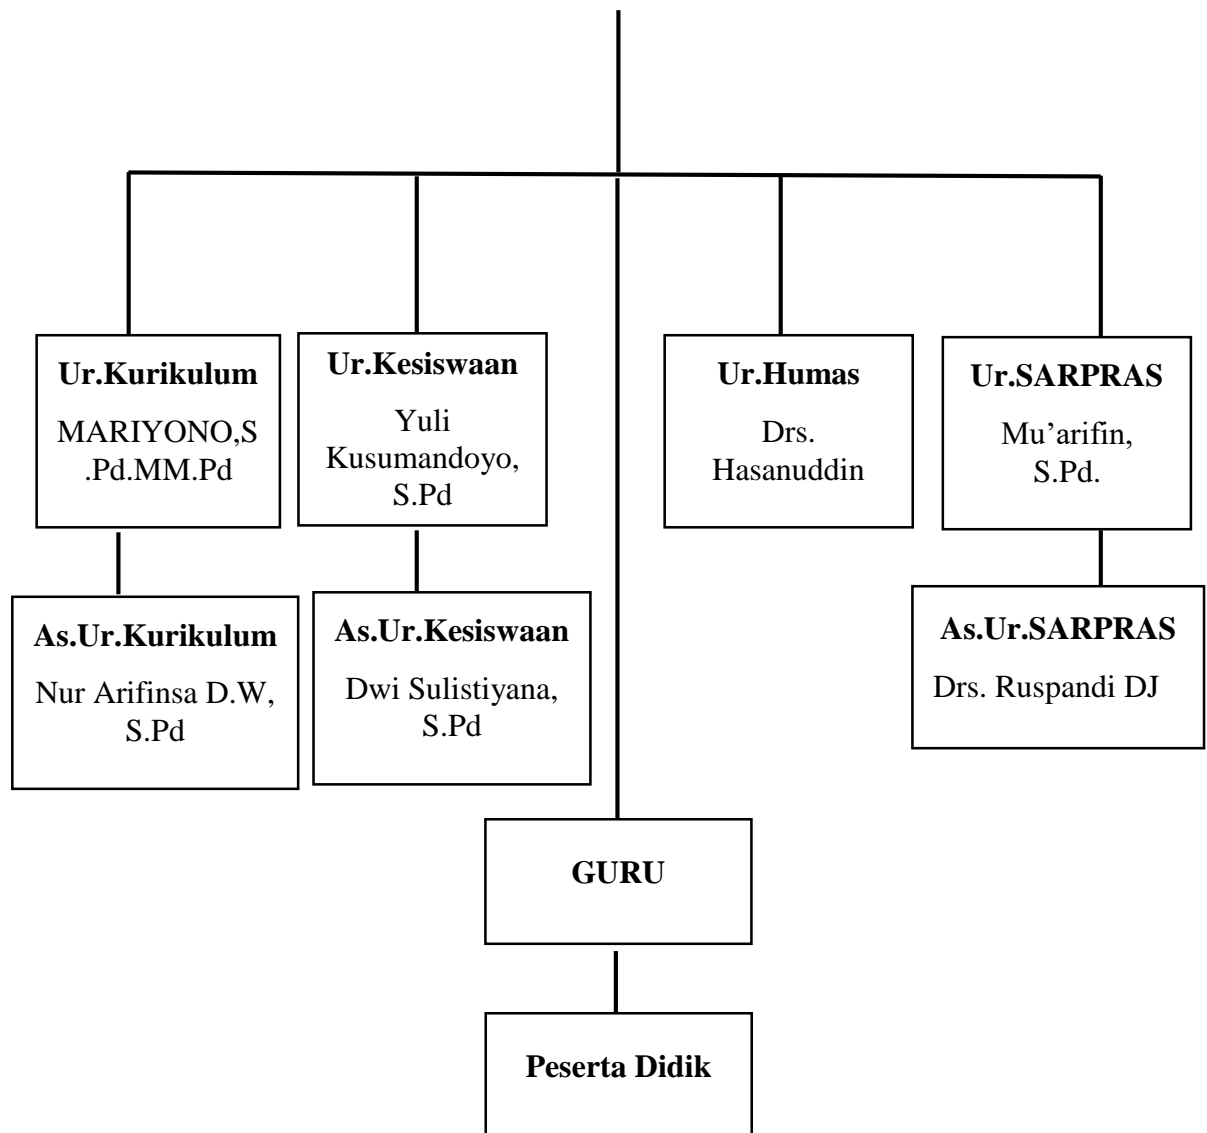 Ur.Kurikulum
MARIYONO,S
.Pd.MM.Pd
Ur.Kesiswaan
Yuli
Kusumandoyo,
S.Pd
Ur.Humas
Drs.
Hasanuddin
Ur.SARPRAS
Mu’arifin,
S.Pd.
As.Ur.Kurikulum
Nur Arifinsa D.W,
S.Pd
As.Ur.Kesiswaan
Dwi Sulistiyana,
S.Pd
As.Ur.SARPRAS
Drs. Ruspandi DJ
GURU
Peserta Didik